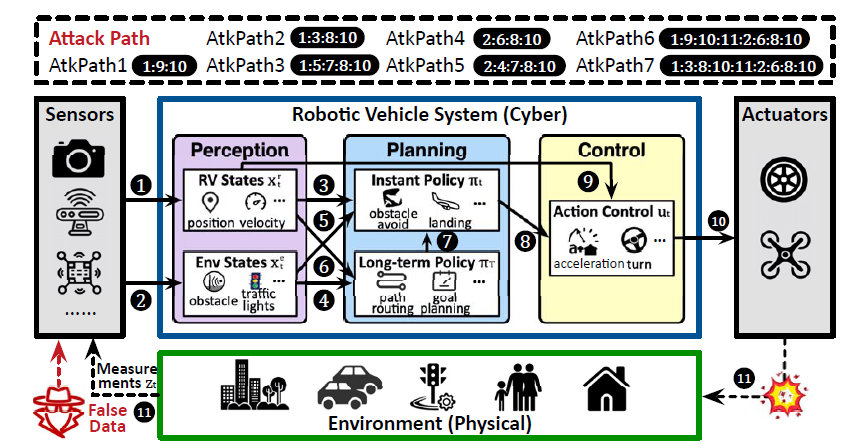 Attack Path
AtkPath2 1:3:8:10
AtkPath4 2:6:8:10
AtkPath6 1:9:10:11:2:6:8:10
AtkPath1 1:9:10
AtkPath3 1:5:7:8:10
AtkPath5 2:4:7:8:10
AtkPath7 1:3:8:10:11:2:6:8:10
Sensors
Robotic Vehicle System (Cyber)
Actuators
Perception
Planning
Control
1
RV States xᵣₜ
position velocity ...
3
Instant Policy πt
obstacle
avoid
landing
...
9
5
7
8
Action Control ut
acceleration turn
...
10
2
Env States xᵉₜ
obstacle
traffic
lights
...
6
4
Long-term Policy πT
path
routing
goal
planning
...
......
Measure
ments zt
11
False
Data
Environment (Physical)
11